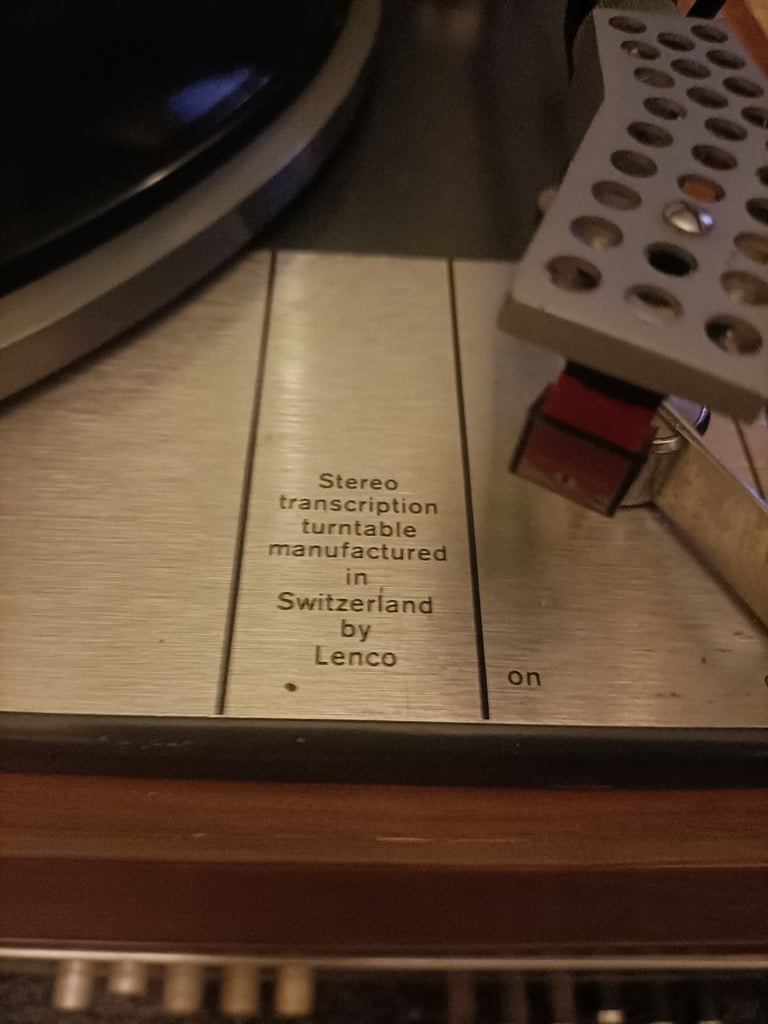 Stereo
transcription
turntable
manufactured
in
Switzerland
by
Lenco
on